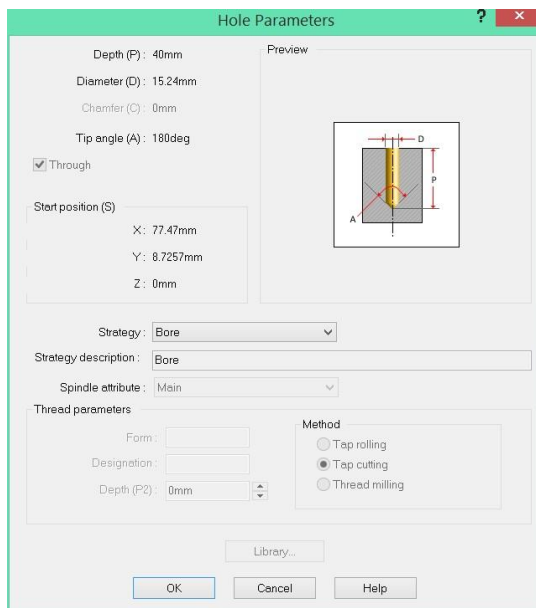 Hole Parameters
? ×
Depth (P) : 40mm
Diameter (D) : 15.24mm
Chamfer (C) : 0mm
Tip angle (A) : 180deg
Through
Start position (S)
X : 77.47mm
Y : 8.7257mm
Z : 0mm
Preview
D
P
A
Strategy : Bore
Strategy description : Bore
Spindle attribute : Main
Thread parameters
Form :
Designation :
Depth (P2) : 0mm
Method
Tap rolling
Tap cutting
Thread milling
Library...
OK Cancel Help